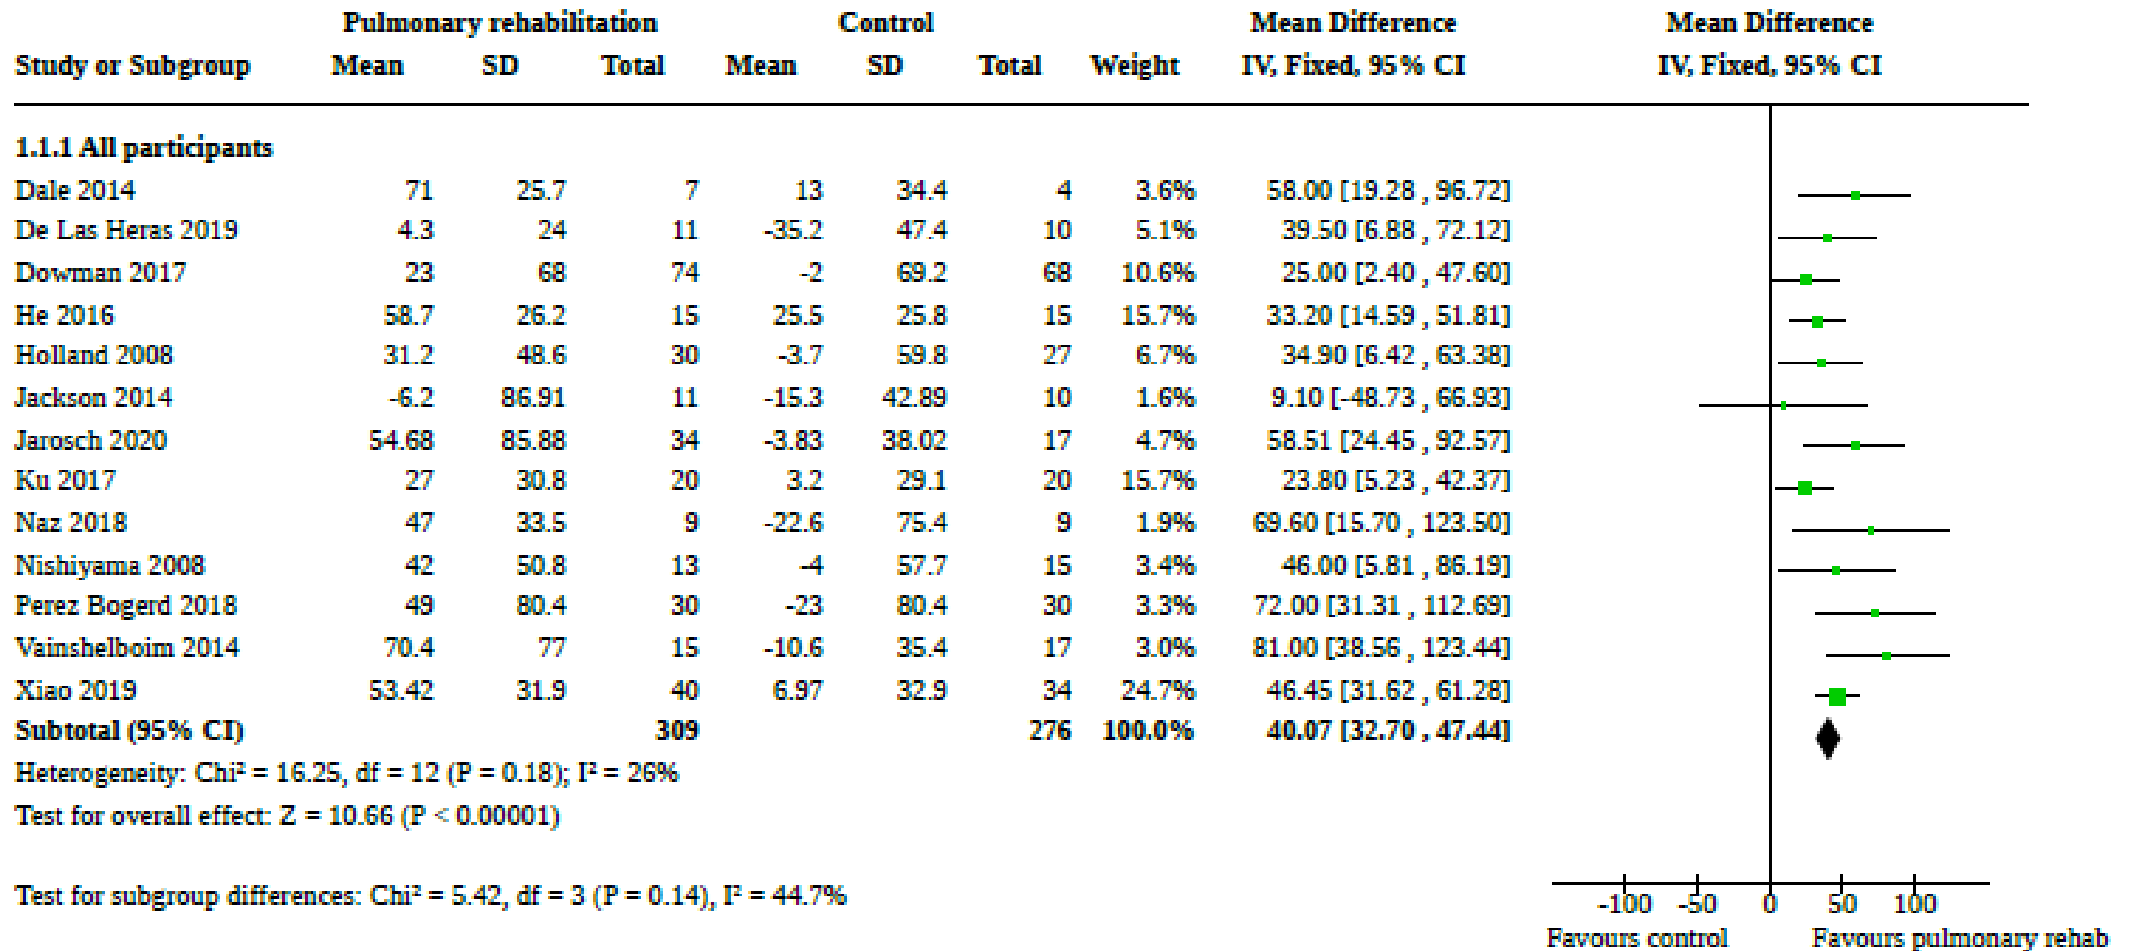 Pulmonary rehabilitation Control Mean Difference Mean Difference
Study or Subgroup Mean SD Total Mean SD Total Weight IV, Fixed, 95% CI IV, Fixed, 95% CI
1.1.1 All participants
Dale 2014 71 25.7 7 13 34.4 4 3.6% 58.00 [19.28 , 96.72]
De Las Heras 2019 4.3 24 11 -35.2 47.4 10 5.1% 39.50 [6.88 , 72.12]
Dowman 2017 23 68 74 -2 69.2 68 10.6% 25.00 [2.40 , 47.60]
He 2016 58.7 26.2 15 25.5 25.8 15 15.7% 33.20 [14.59 , 51.81]
Holland 2008 31.2 48.6 30 -3.7 59.8 27 6.7% 34.90 [6.42 , 63.38]
Jackson 2014 -6.2 86.91 11 -15.3 42.89 10 1.6% 9.10 [-48.73 , 66.93]
Jarosch 2020 54.68 85.88 34 -3.83 38.02 17 4.7% 58.51 [24.45 , 92.57]
Ku 2017 27 30.8 20 3.2 29.1 20 15.7% 23.80 [5.23 , 42.37]
Naz 2018 47 33.5 9 -22.6 75.4 9 1.9% 69.60 [15.70 , 123.50]
Nishiyama 2008 42 50.8 13 -4 57.7 15 3.4% 46.00 [5.81 , 86.19]
Perez Bogerd 2018 49 80.4 30 -23 80.4 30 3.3% 72.00 [31.31 , 112.69]
Vainshelboim 2014 70.4 77 15 -10.6 35.4 17 3.0% 81.00 [38.56 , 123.44]
Xiao 2019 53.42 31.9 40 6.97 32.9 34 24.7% 46.45 [31.62 , 61.28]
Subtotal (95% CI) 309 276 100.0% 40.07 [32.70 , 47.44]
Heterogeneity: Chi² = 16.25, df = 12 (P = 0.18); I² = 26%
Test for overall effect: Z = 10.66 (P < 0.00001)
Test for subgroup differences: Chi² = 5.42, df = 3 (P = 0.14), I² = 44.7%
-100 -50 0 50 100
Favours control Favours pulmonary rehab